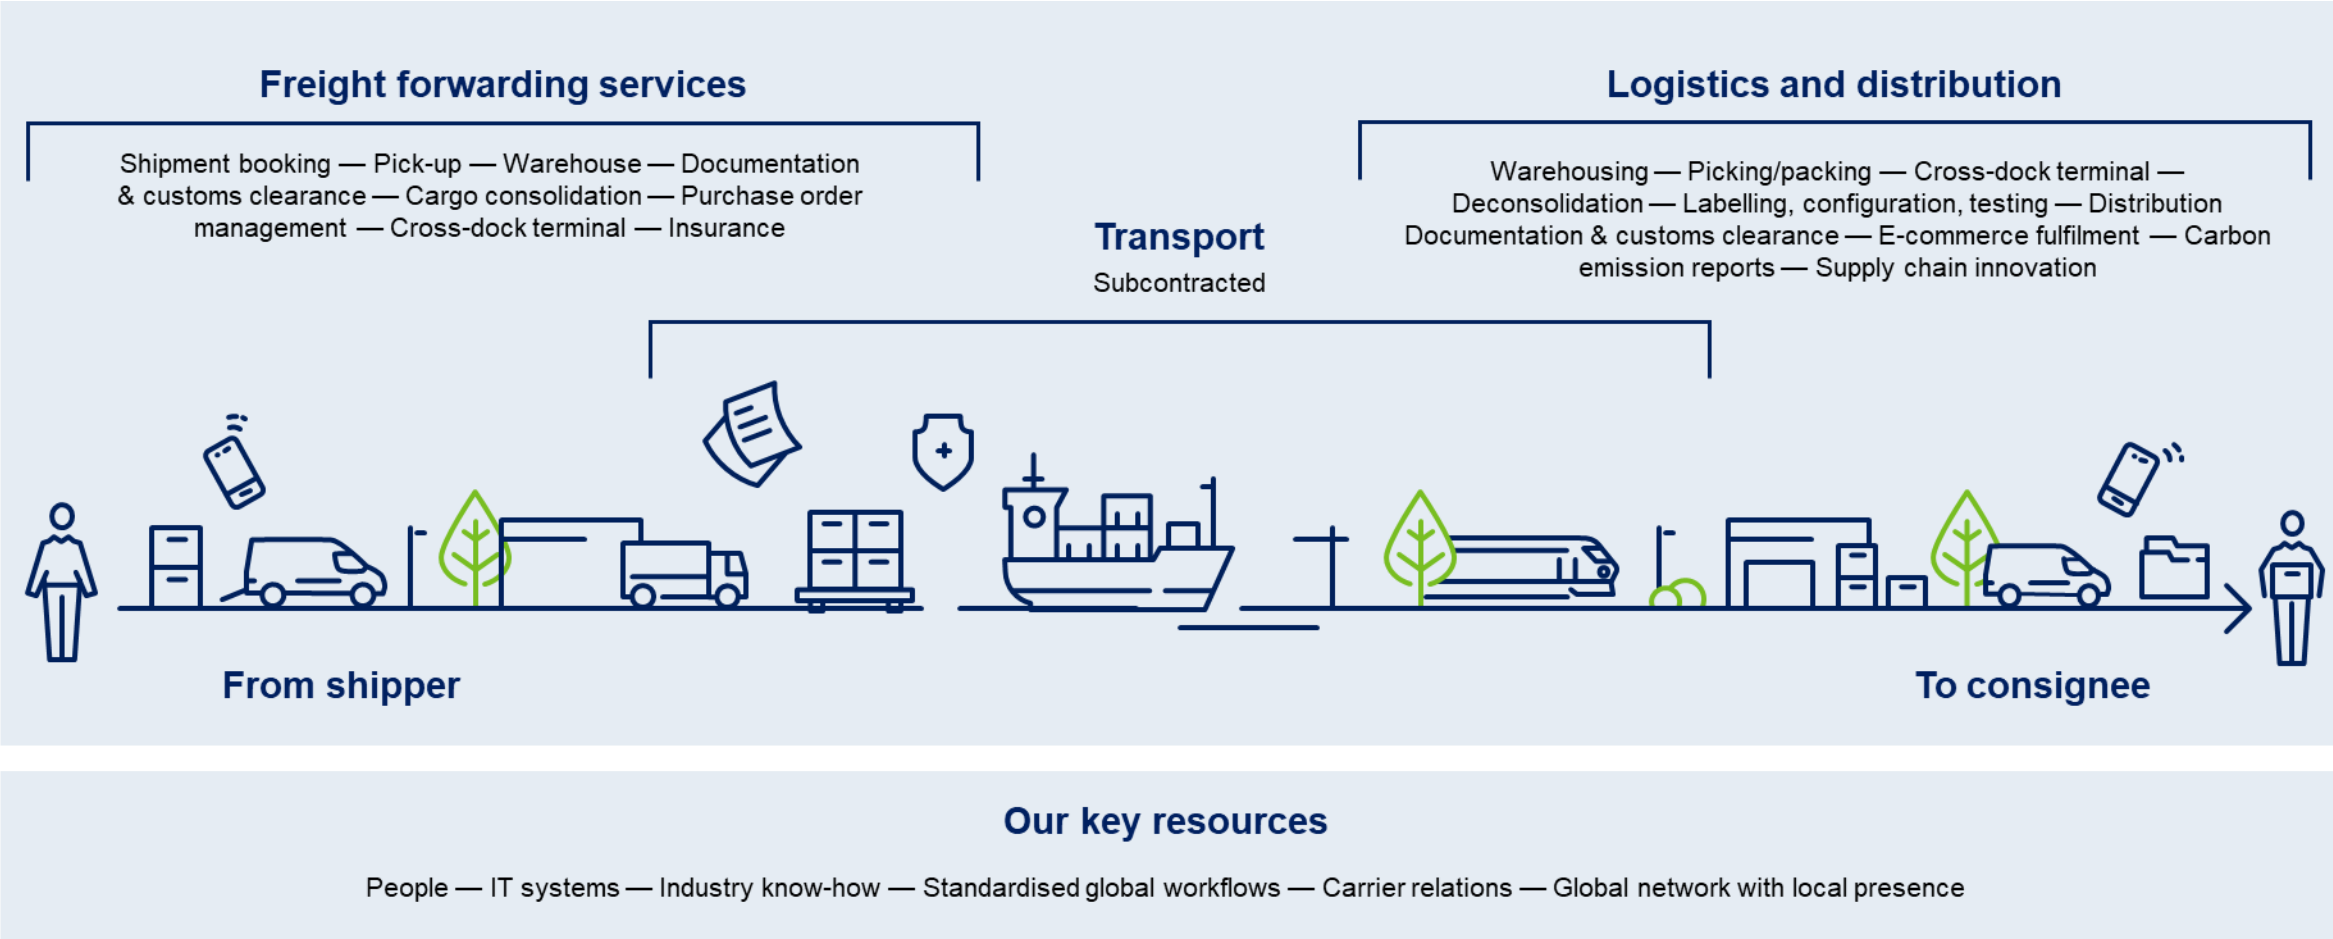 Freight forwarding services
Shipment booking — Pick-up — Warehouse — Documentation
& customs clearance — Cargo consolidation — Purchase order
management — Cross-dock terminal — Insurance
Transport
Subcontracted
Logistics and distribution
Warehousing — Picking/packing — Cross-dock terminal —
Deconsolidation — Labelling, configuration, testing — Distribution
Documentation & customs clearance — E-commerce fulfilment — Carbon
emission reports — Supply chain innovation
From shipper
To consignee
Our key resources
People — IT systems — Industry know-how — Standardised global workflows — Carrier relations — Global network with local presence